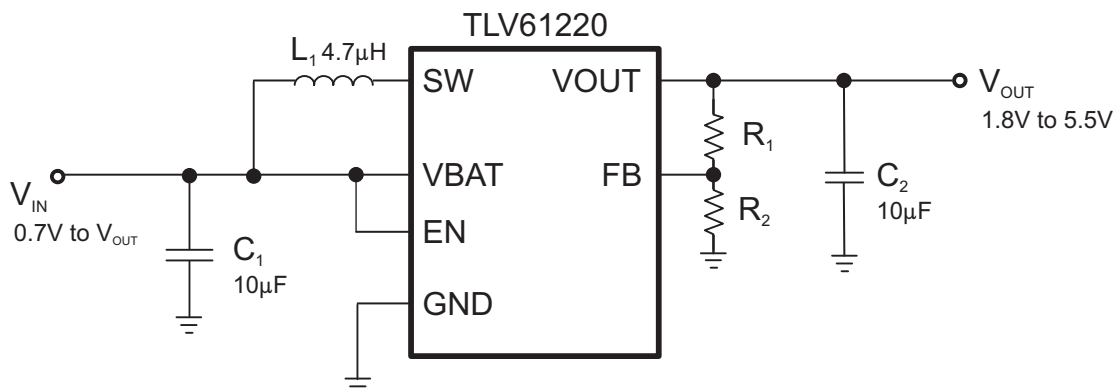 TLV61220
L1 4.7µH
SW
VOUT
VOUT
1.8V to 5.5V
R1
VBAT
FB
VIN
0.7V to VOUT
C2
10µF
R2
EN
C1
10µF
GND